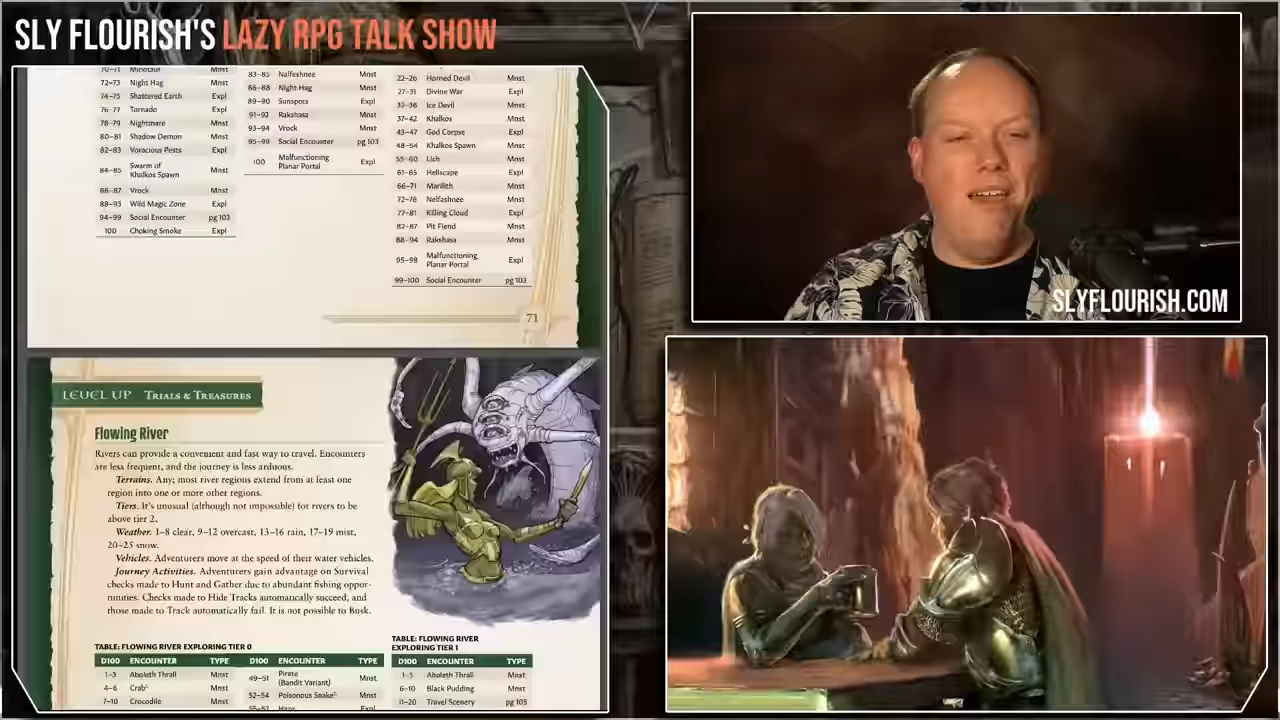 SLY FLOURISH'S LAZY RPG TALK SHOW
70–71 Minotaur Mnst
72–73 Night Hag Mnst
74–75 Shattered Earth Expl
76–77 Tornado Expl
78–79 Nightmare Mnst
80–81 Shadow Demon Mnst
82–83 Voracious Pests Expl
84–85 Swarm of Khalkos Spawn Mnst
86–87 Vrock Mnst
88–93 Wild Magic Zone Expl
94–99 Social Encounter pg 103
100 Choking Smoke Expl
83–85 Nalfeshnee Mnst
86–88 Night Hag Mnst
89–90 Sunspots Expl
91–92 Rakshasa Mnst
93–94 Vrock Mnst
95–99 Social Encounter pg 103
100 Malfunctioning Planar Portal Expl
22–26 Horned Devil Mnst
27–31 Divine War Expl
32–36 Ice Devil Mnst
37–42 Khalkos Mnst
43–47 God Corpse Expl
48–54 Khalkos Spawn Mnst
55–60 Lich Mnst
61–65 Hellscape Expl
66–71 Marilith Mnst
72–76 Nelfeshnee Mnst
77–81 Killing Cloud Expl
82–87 Pit Fiend Mnst
88–94 Rakshasa Mnst
95–98 Malfunctioning Planar Portal Expl
99–100 Social Encounter pg 103
71
LEVEL UP TRIALS & TREASURES
Flowing River
Rivers can provide a convenient and fast way to travel. Encounters
are less frequent, and the journey is less arduous.
Terrains. Any; most river regions extend from at least one
region into one or more other regions.
Tiers. It's unusual (although not impossible) for rivers to be
above tier 2.
Weather. 1–8 clear, 9–12 overcast, 13–16 rain, 17–19 mist,
20–25 snow.
Vehicles. Adventurers move at the speed of their water vehicles.
Journey Activities. Adventurers gain advantage on Survival
checks made to Hunt and Gather due to abundant fishing oppor-
tunities. Checks made to Hide Tracks automatically succeed, and
those made to Track automatically fail. It is not possible to Busk.
TABLE: FLOWING RIVER EXPLORING TIER 0
D100 ENCOUNTER TYPE D100 ENCOUNTER TYPE
1–3 Aboleth Thrall Mnst
4–6 Crab Mnst
7–10 Crocodile Mnst
49–51 Pirate (Bandit Variant) Mnst
52–54 Poisonous Snake Mnst
55–52 Haze Expl
TABLE: FLOWING RIVER
EXPLORING TIER 1
D100 ENCOUNTER TYPE
1–5 Aboleth Thrall Mnst
6–10 Black Pudding Mnst
11–20 Travel Scenery pg 105
SLYFLOURISH.COM